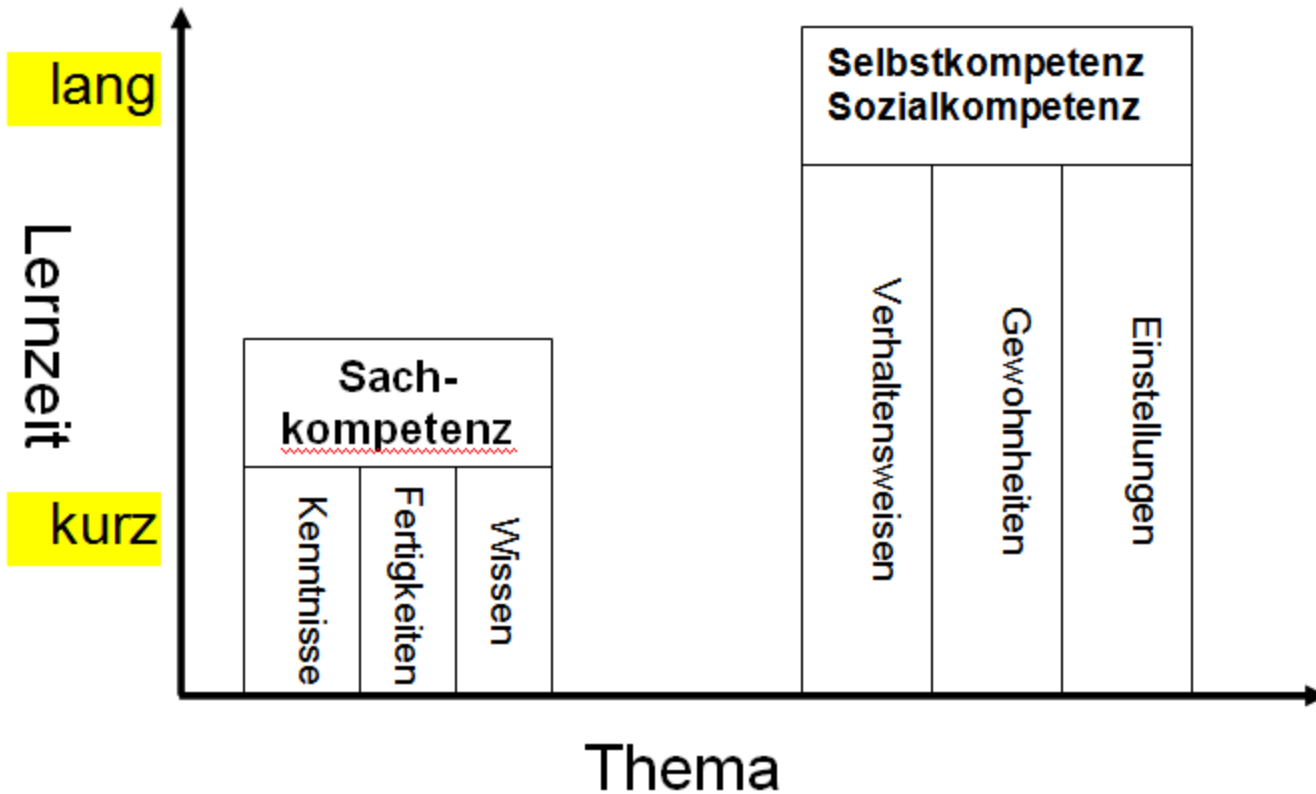 lang
Lernzeit
kurz
Sach-
kompetenz
Kenntnisse
Fertigkeiten
Wissen
Selbstkompetenz
Sozialkompetenz
Verhaltensweisen
Gewohnheiten
Einstellungen
Thema